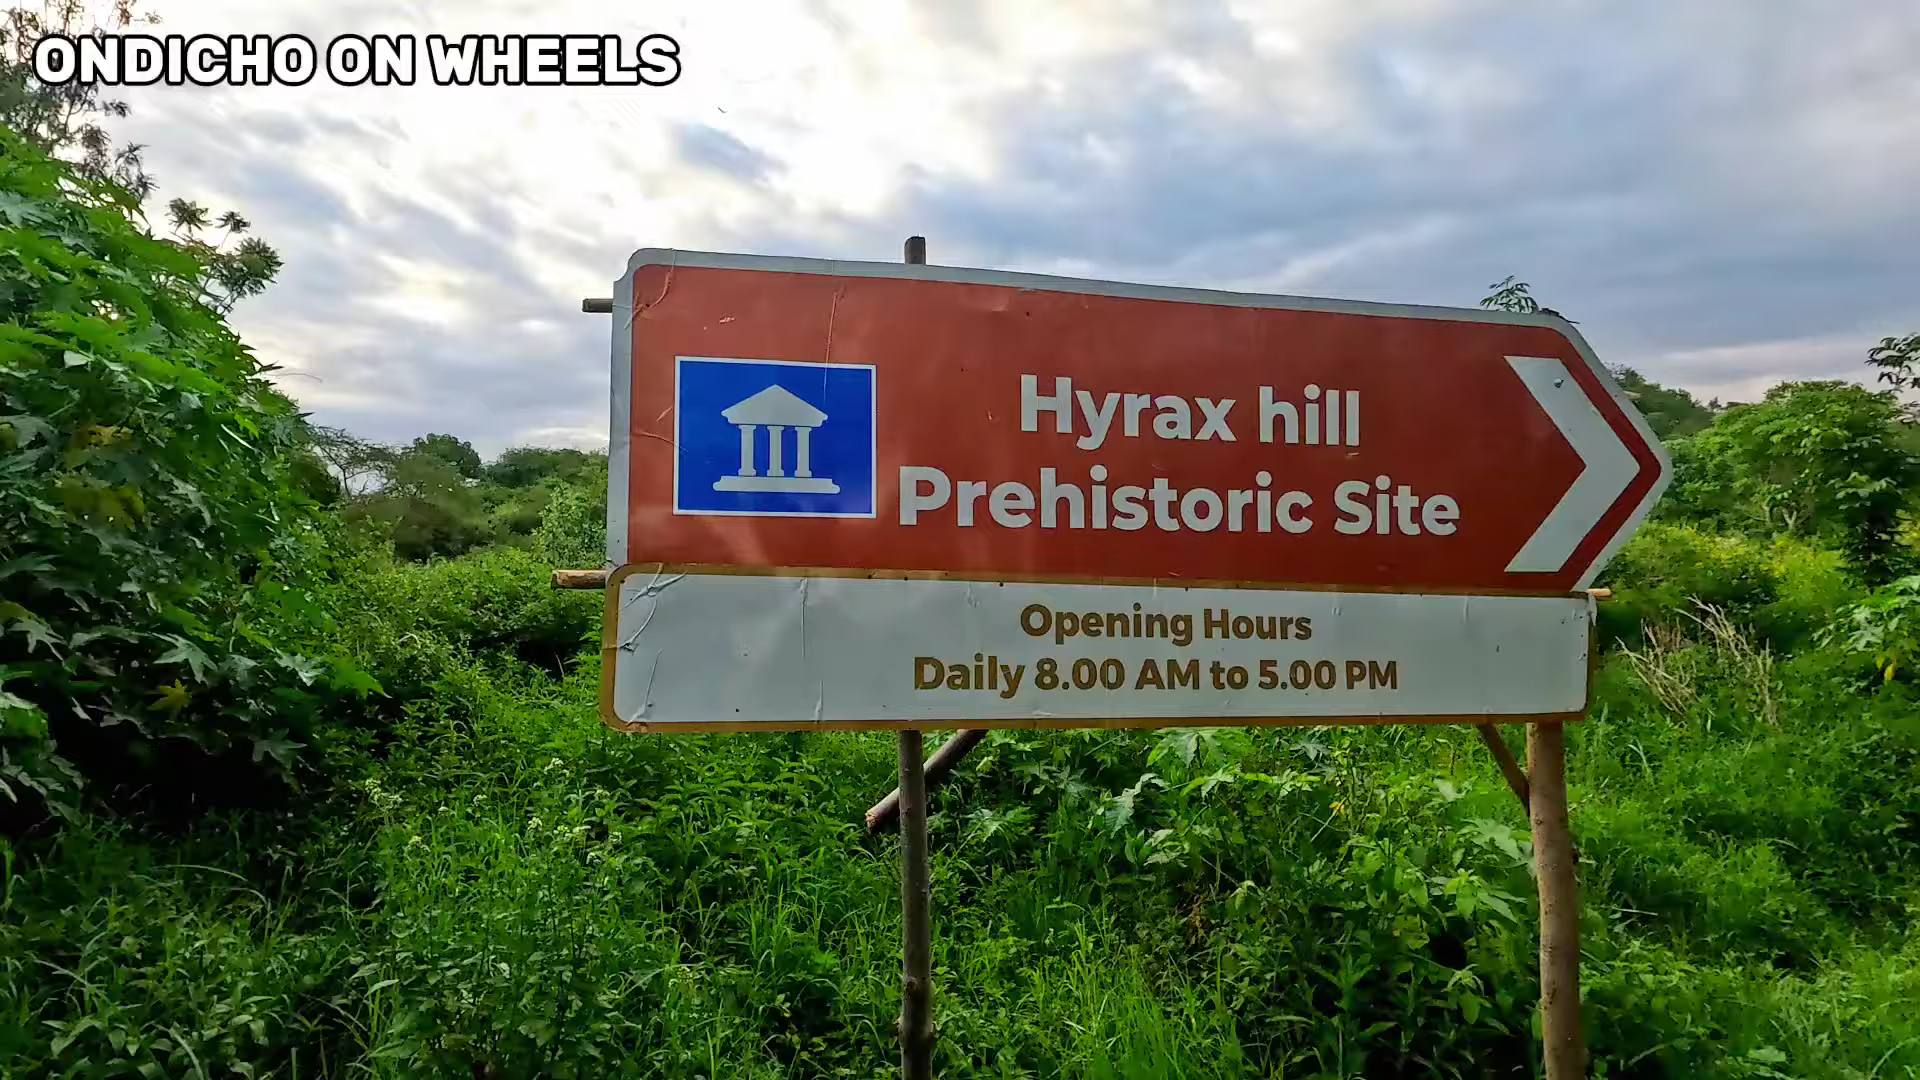 ONDICHO ON WHEELS
Hyrax hill
Prehistoric Site
Opening Hours
Daily 8.00 AM to 5.00 PM